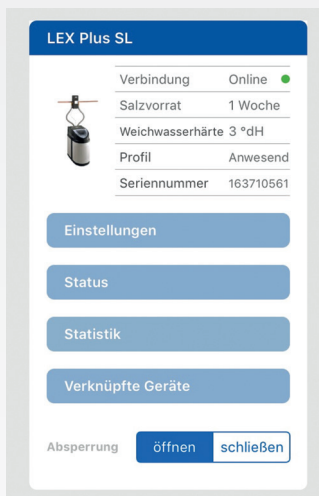 LEX Plus SL
Verbindung Online
Salzvorrat 1 Woche
Weichwasserhärte 3 °dH
Profil Anwesend
Seriennummer 163710561
Einstellungen
Status
Statistik
Verknüpfte Geräte
Absperrung öffnen schließen